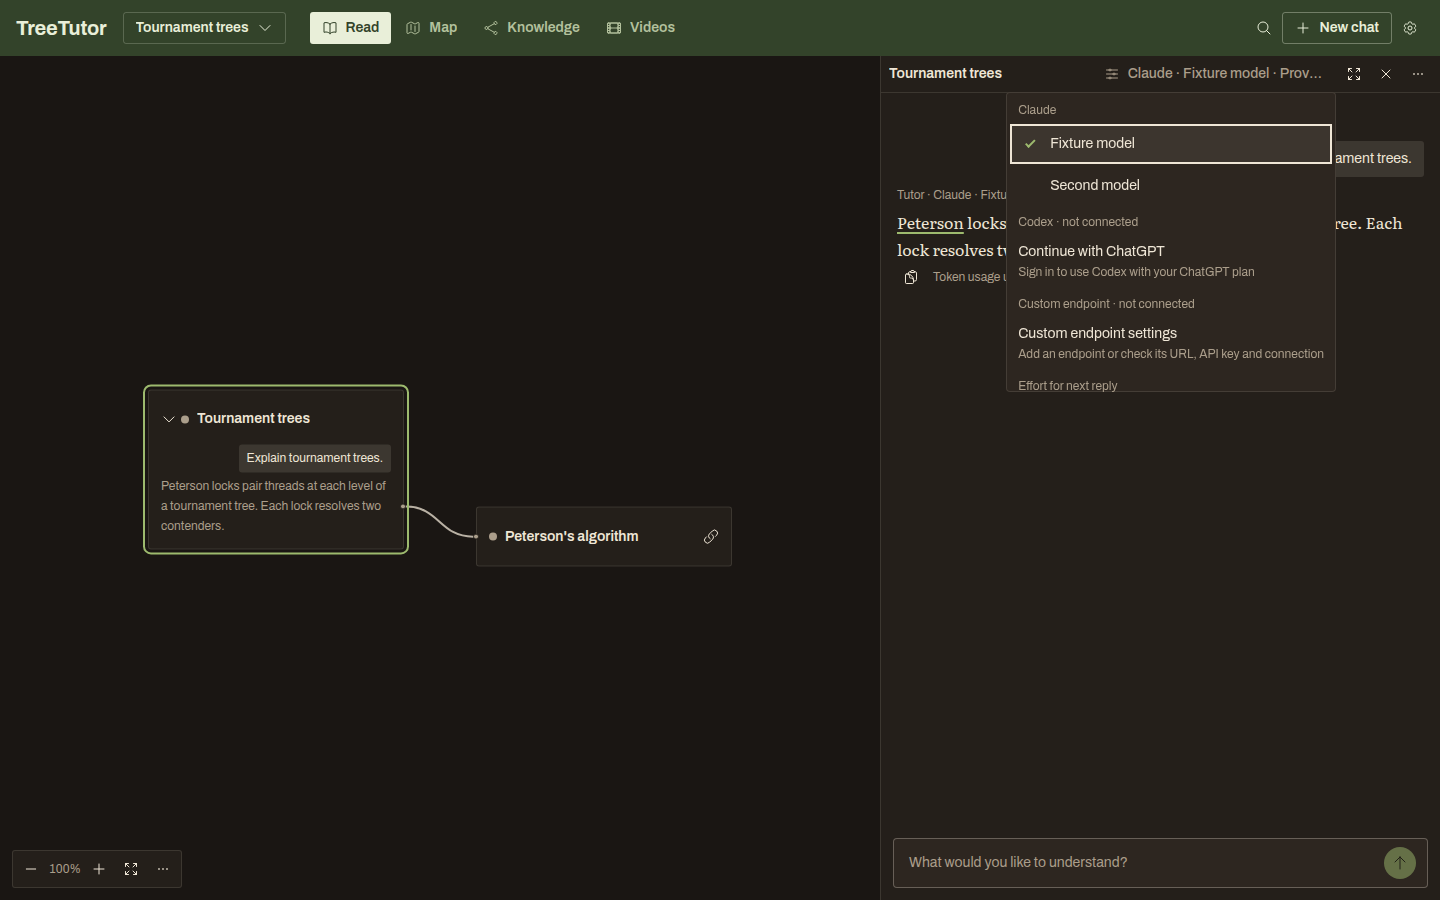 TreeTutor
Tournament trees
Read
Map
Knowledge
Videos
New chat
Tournament trees
Claude · Fixture model · Prov...
Claude
Fixture model
Second model
Codex · not connected
Continue with ChatGPT
Sign in to use Codex with your ChatGPT plan
Custom endpoint · not connected
Custom endpoint settings
Add an endpoint or check its URL, API key and connection
Effort for next reply
trees.
Tutor · Claude ·
Peterson locks
ree. Each
lock resolves
Token usage
Tournament trees
Explain tournament trees.
Peterson locks pair threads at each level of
a tournament tree. Each lock resolves two
contenders.
Peterson's algorithm
100%
What would you like to understand?